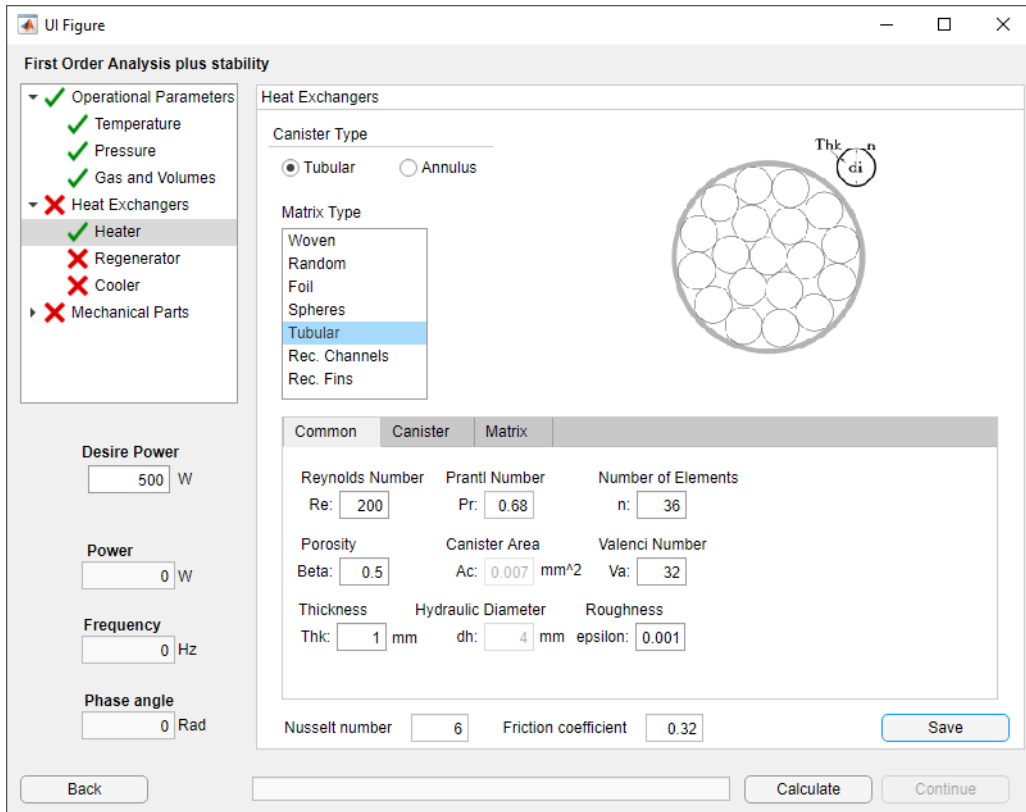 UI Figure
First Order Analysis plus stability
Operational Parameters
Temperature
Pressure
Gas and Volumes
Heat Exchangers
Heater
Regenerator
Cooler
Mechanical Parts
Desire Power
500 W
Power
0 W
Frequency
0 Hz
Phase angle
0 Rad
Heat Exchangers
Canister Type
Tubular Annulus
Matrix Type
Woven
Random
Foil
Spheres
Tubular
Rec. Channels
Rec. Fins
Thk n
di
Common Canister Matrix
Reynolds Number Prantl Number Number of Elements
Re: 200 Pr: 0.68 n: 36
Porosity Canister Area Valenci Number
Beta: 0.5 Ac: 0.007 mm^2 Va: 32
Thickness Hydraulic Diameter Roughness
Thk: 1 mm dh: 4 mm epsilon: 0.001
Nusselt number 6 Friction coefficient 0.32 Save
Back Calculate Continue